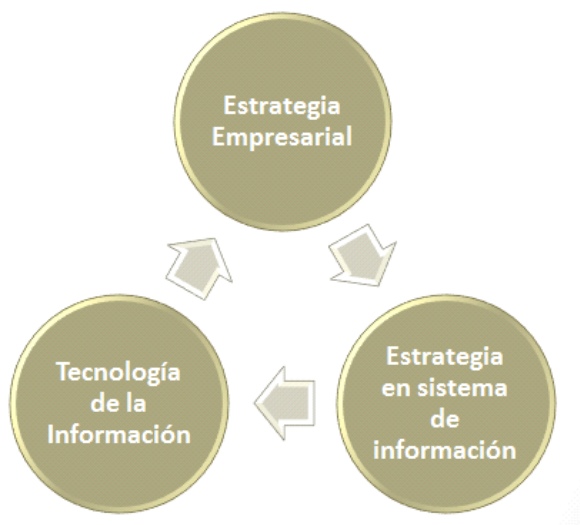 Estrategia
Empresarial
Estrategia
en sistema
de
información
Tecnología
de la
Información